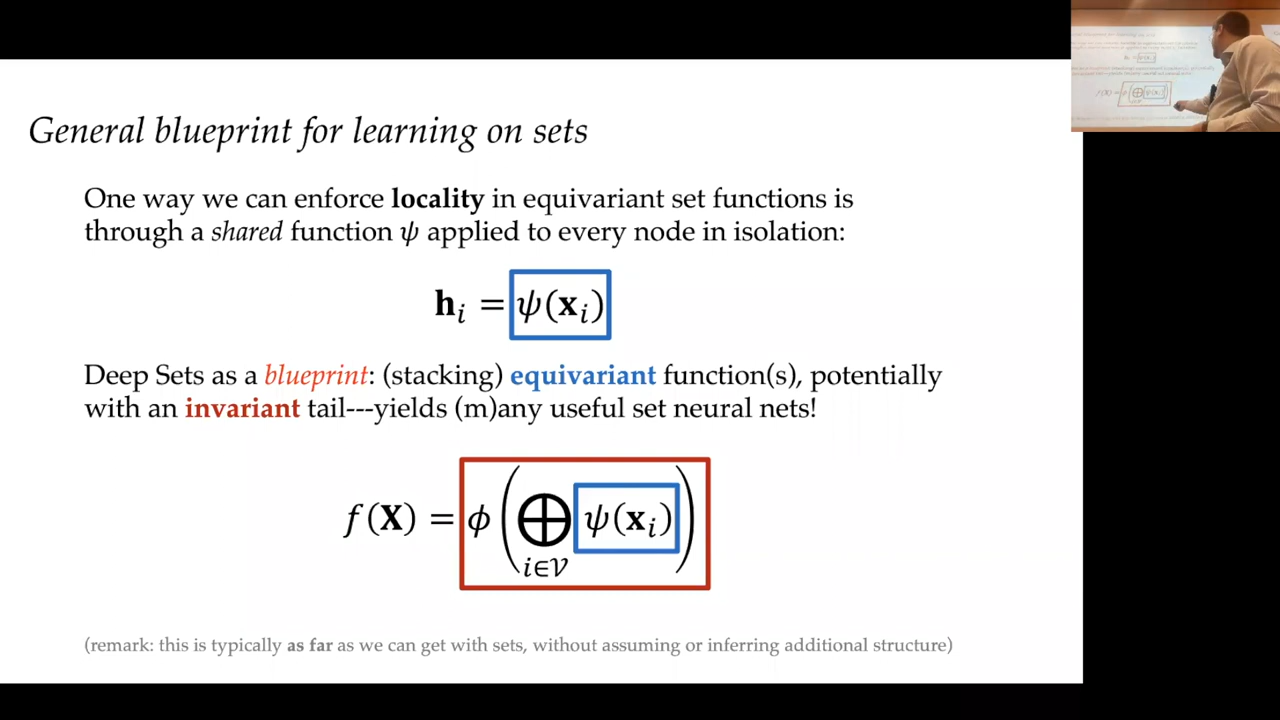 General blueprint for learning on sets
One way we can enforce locality in equivariant set functions is
through a shared function ψ applied to every node in isolation:
𝐡ᵢ = ψ(𝐱ᵢ)
Deep Sets as a blueprint: (stacking) equivariant function(s), potentially
with an invariant tail---yields (m)any useful set neural nets!
f(𝐗) = ϕ(⨁ ψ(𝐱ᵢ))
i∈𝒱
(remark: this is typically as far as we can get with sets, without assuming or inferring additional structure)